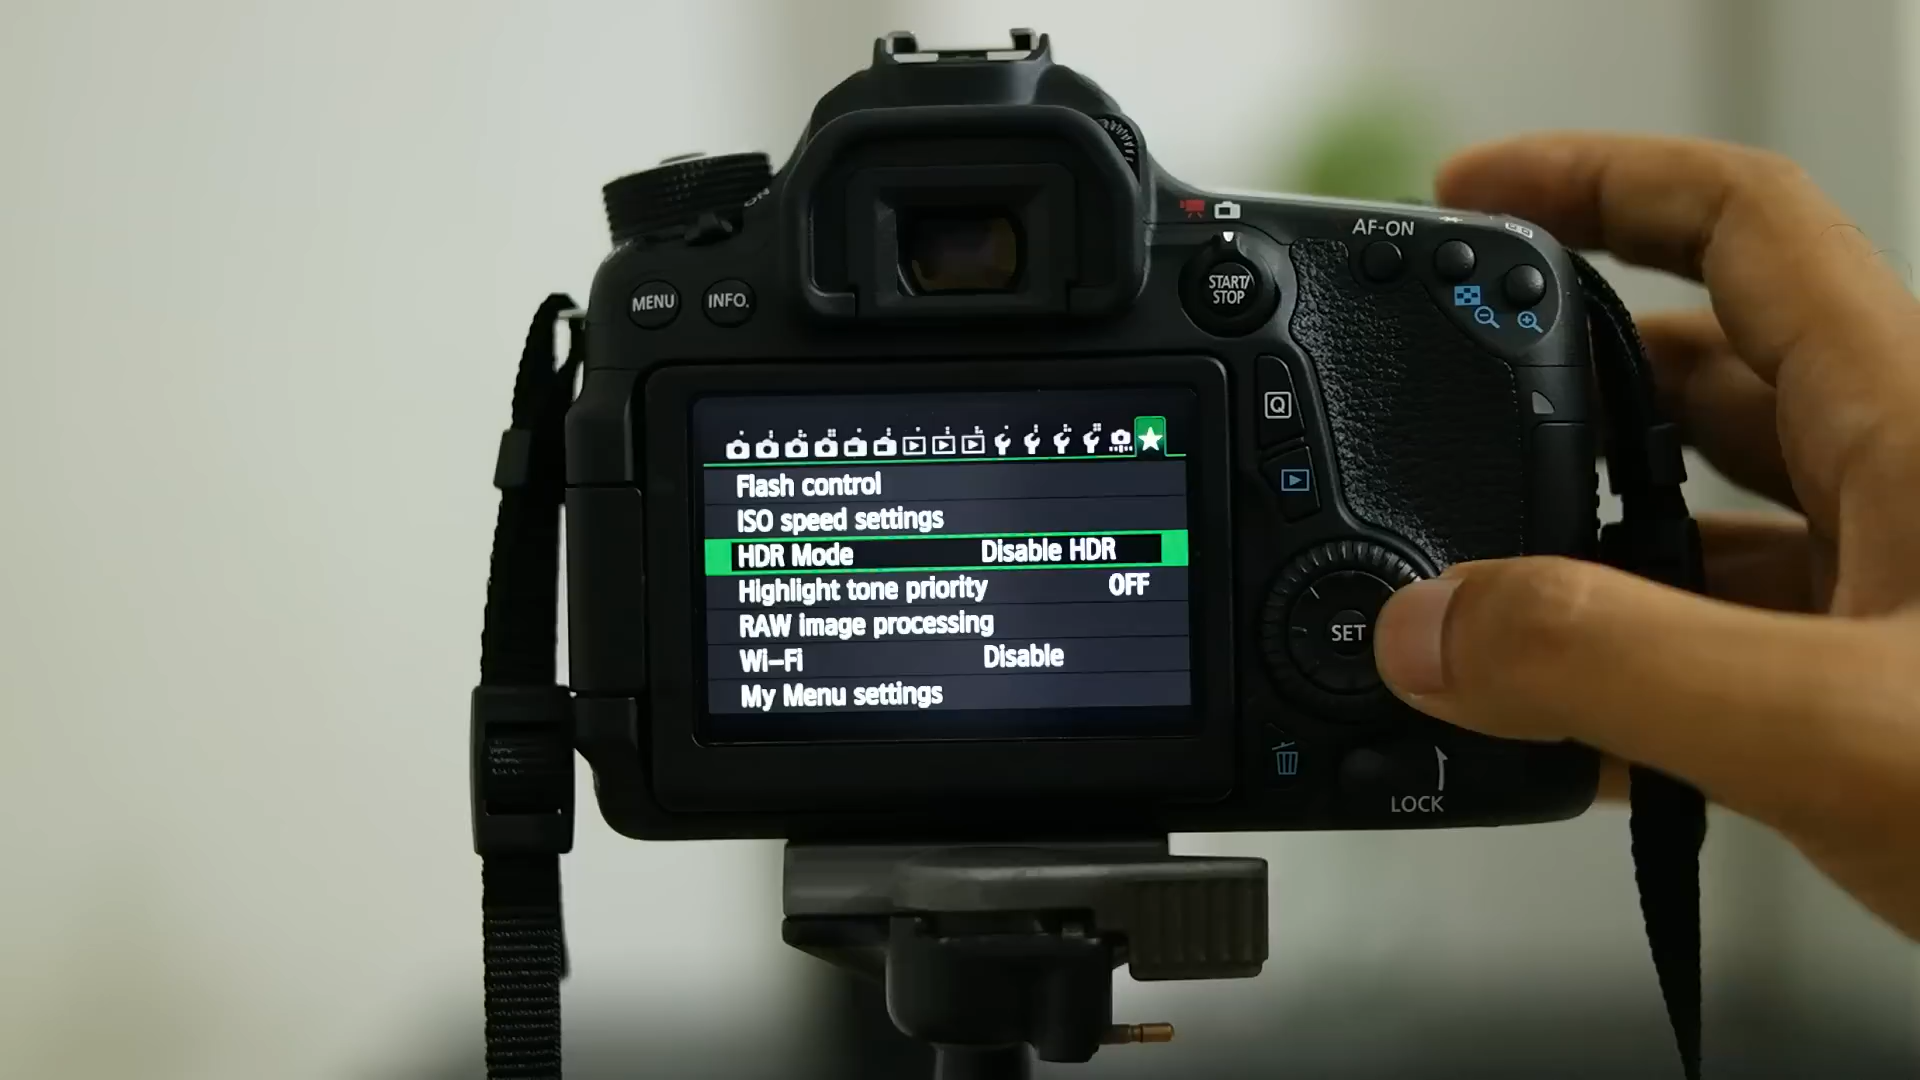 ON
AF-ON
MENU
INFO.
START/
STOP
Q
Flash control
ISO speed settings
HDR Mode Disable HDR
Highlight tone priority OFF
RAW image processing
Wi-Fi Disable
My Menu settings
SET
LOCK